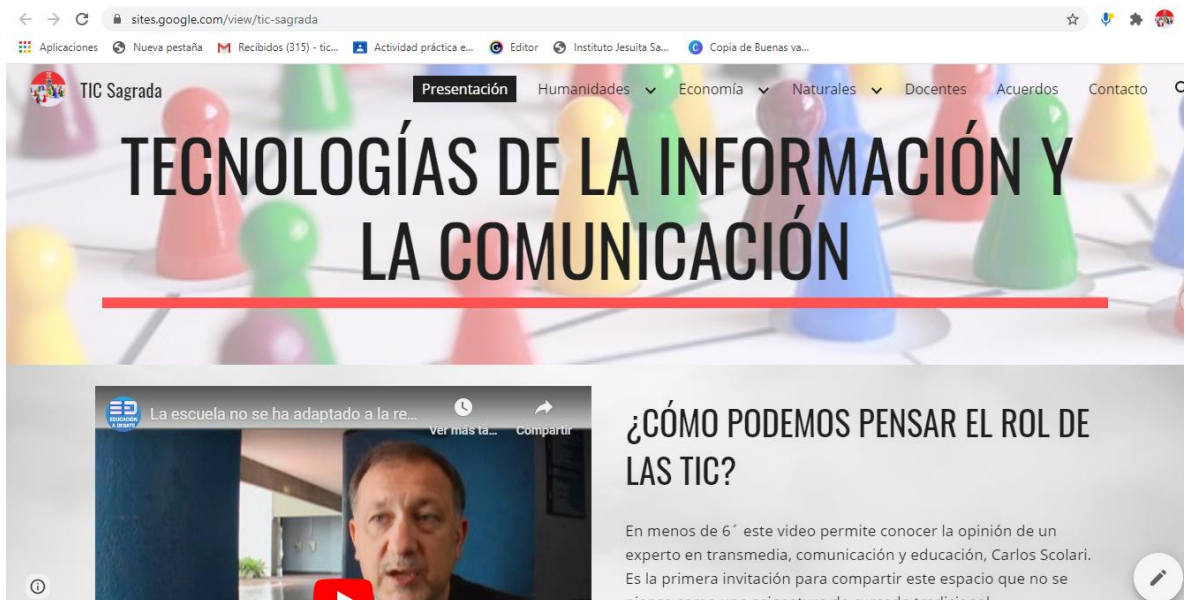 sites.google.com/view/tic-sagrada
Aplicaciones Nueva pestaña Recibidos (315) - tic... Actividad práctica e... Editor Instituto Jesuita Sa... Copia de Buenas va...
TIC Sagrada Presentación Humanidades Economía Naturales Docentes Acuerdos Contacto
TECNOLOGÍAS DE LA INFORMACIÓN Y
LA COMUNICACIÓN
EDUCACIÓN A DEBATE
La escuela no se ha adaptado a la re...
Ver más ta... Compartir
¿CÓMO PODEMOS PENSAR EL ROL DE
LAS TIC?
En menos de 6´ este video permite conocer la opinión de un
experto en transmedia, comunicación y educación, Carlos Scolari.
Es la primera invitación para compartir este espacio que no se